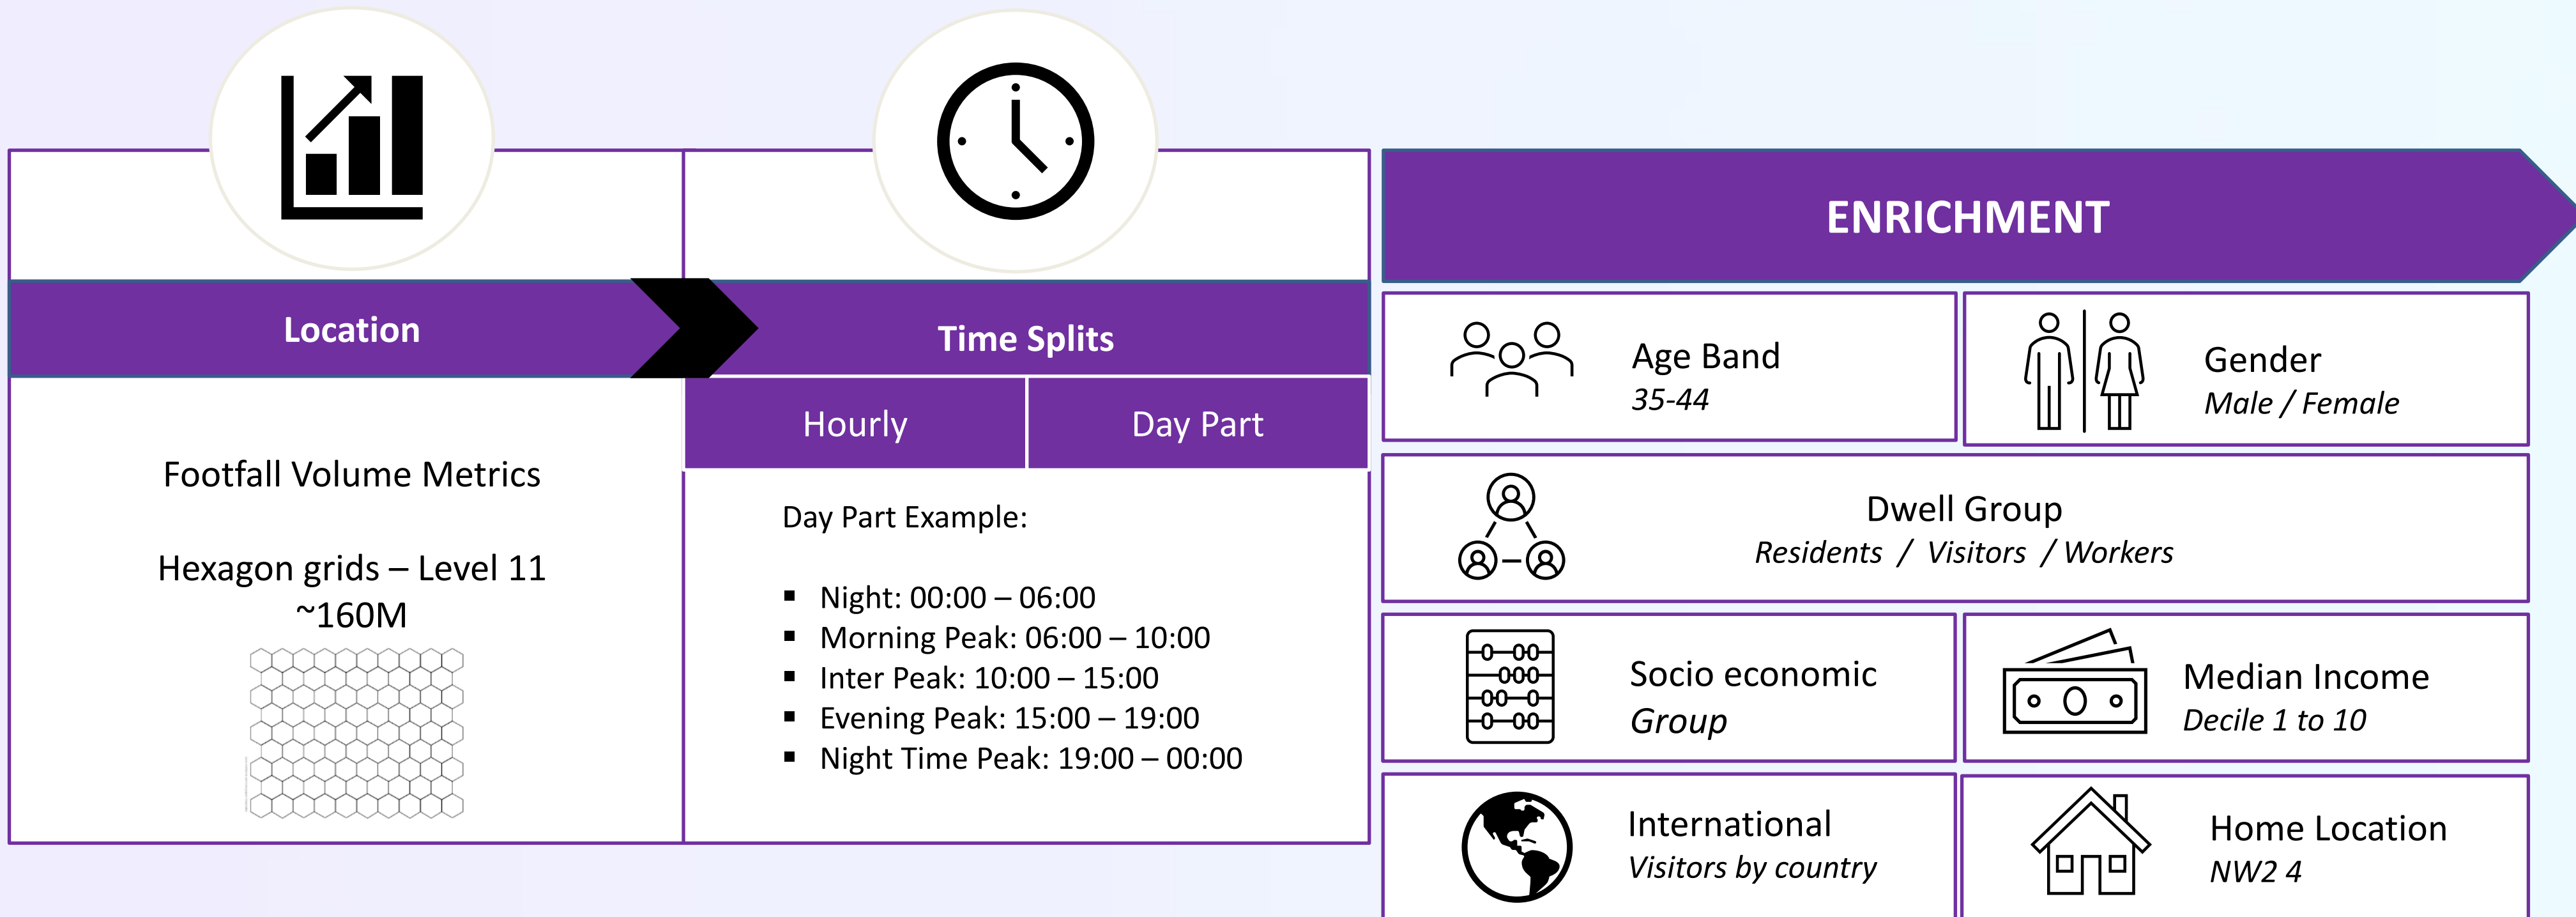 Location
Footfall Volume Metrics
Hexagon grids – Level 11
~160M
Time Splits
Hourly
Day Part
Day Part Example:
▪ Night: 00:00 – 06:00
▪ Morning Peak: 06:00 – 10:00
▪ Inter Peak: 10:00 – 15:00
▪ Evening Peak: 15:00 – 19:00
▪ Night Time Peak: 19:00 – 00:00
ENRICHMENT
Age Band
35-44
Gender
Male / Female
Dwell Group
Residents / Visitors / Workers
Socio economic
Group
Median Income
Decile 1 to 10
International
Visitors by country
Home Location
NW2 4